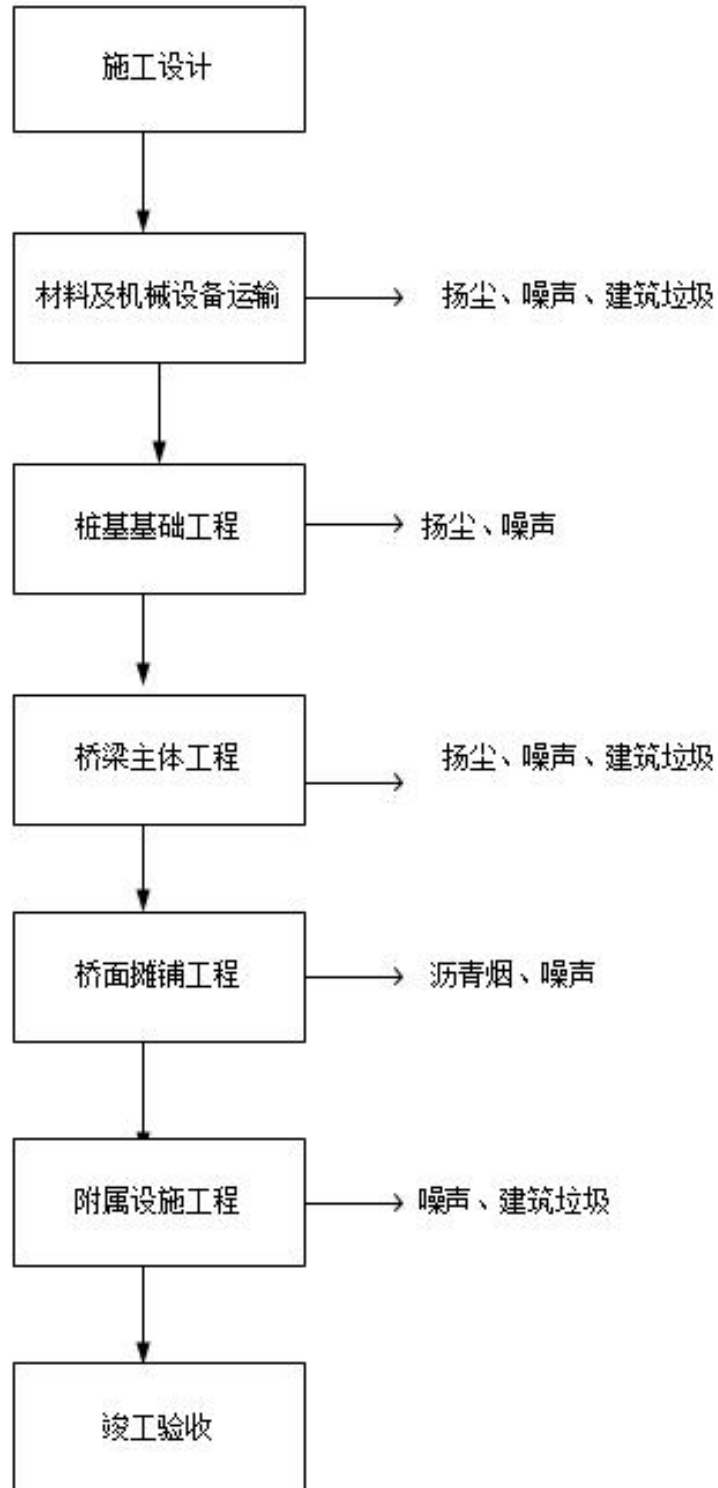 施工设计
材料及机械设备运输
扬尘、噪声、建筑垃圾
桩基基础工程
扬尘、噪声
桥梁主体工程
扬尘、噪声、建筑垃圾
桥面摊铺工程
沥青烟、噪声
附属设施工程
噪声、建筑垃圾
竣工验收